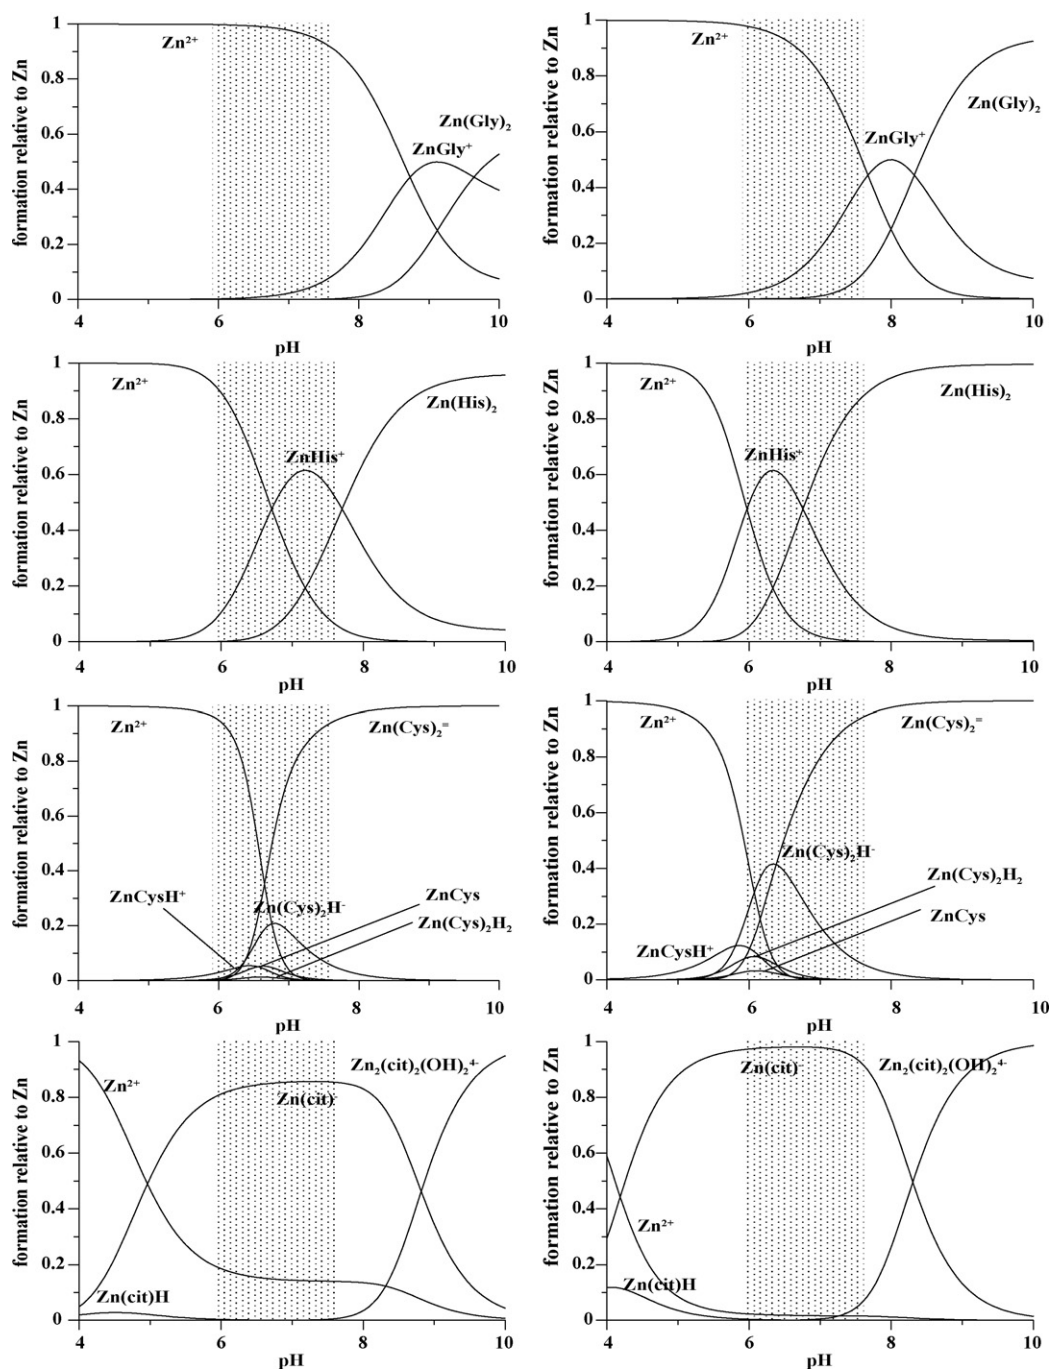 formation relative to Zn
1
0.8
0.6
0.4
0.2
0
Zn²⁺
ZnGly⁺
Zn(Gly)₂
4
6
8
10
pH
formation relative to Zn
1
0.8
0.6
0.4
0.2
0
Zn²⁺
ZnGly⁺
Zn(Gly)₂
4
6
8
10
pH
formation relative to Zn
1
0.8
0.6
0.4
0.2
0
Zn²⁺
ZnHis⁺
Zn(His)₂
4
6
8
10
pH
formation relative to Zn
1
0.8
0.6
0.4
0.2
0
Zn²⁺
ZnHis⁺
Zn(His)₂
4
6
8
10
pH
formation relative to Zn
1
0.8
0.6
0.4
0.2
0
Zn²⁺
Zn(Cys)₂⁼
ZnCysH⁺
Zn(Cys)₂H⁻
ZnCys
Zn(Cys)₂H₂
4
6
8
10
pH
formation relative to Zn
1
0.8
0.6
0.4
0.2
0
Zn²⁺
Zn(Cys)₂⁼
Zn(Cys)₂H⁻
Zn(Cys)₂H₂
ZnCys
ZnCysH⁺
4
6
8
10
pH
formation relative to Zn
1
0.8
0.6
0.4
0.2
0
Zn²⁺
Zn(cit)⁻
Zn₂(cit)₂(OH)₂⁴⁻
Zn(cit)H
4
6
8
10
pH
formation relative to Zn
1
0.8
0.6
0.4
0.2
0
Zn(cit)⁻
Zn₂(cit)₂(OH)₂⁴⁻
Zn²⁺
Zn(cit)H
4
6
8
10
pH